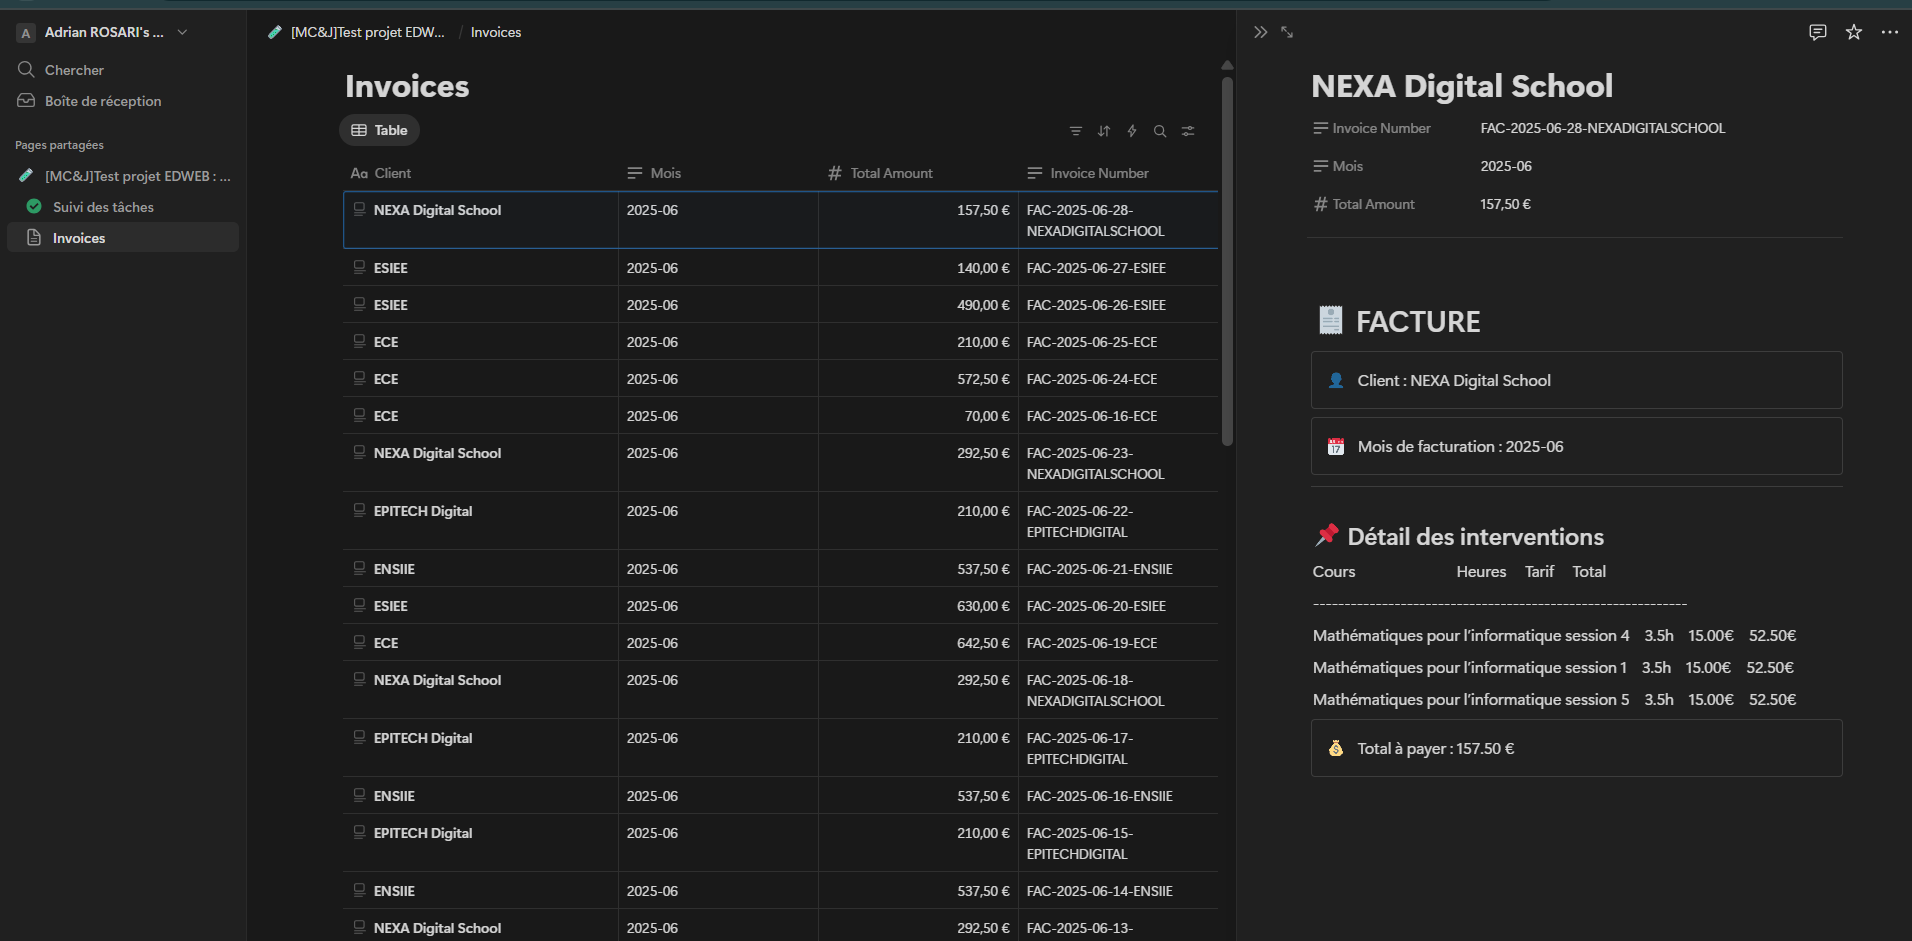 A Adrian ROSARI's ...
Chercher
Boîte de réception
Pages partagées
[MC&J]Test projet EDWEB : ...
Suivi des tâches
Invoices
[MC&J]Test projet EDW... / Invoices
Invoices
Table
Aa Client Mois # Total Amount Invoice Number
NEXA Digital School 2025-06 157,50 € FAC-2025-06-28-
NEXADIGITALSCHOOL
ESIEE 2025-06 140,00 € FAC-2025-06-27-ESIEE
ESIEE 2025-06 490,00 € FAC-2025-06-26-ESIEE
ECE 2025-06 210,00 € FAC-2025-06-25-ECE
ECE 2025-06 572,50 € FAC-2025-06-24-ECE
ECE 2025-06 70,00 € FAC-2025-06-16-ECE
NEXA Digital School 2025-06 292,50 € FAC-2025-06-23-
NEXADIGITALSCHOOL
EPITECH Digital 2025-06 210,00 € FAC-2025-06-22-
EPITECHDIGITAL
ENSIIE 2025-06 537,50 € FAC-2025-06-21-ENSIIE
ESIEE 2025-06 630,00 € FAC-2025-06-20-ESIEE
ECE 2025-06 642,50 € FAC-2025-06-19-ECE
NEXA Digital School 2025-06 292,50 € FAC-2025-06-18-
NEXADIGITALSCHOOL
EPITECH Digital 2025-06 210,00 € FAC-2025-06-17-
EPITECHDIGITAL
ENSIIE 2025-06 537,50 € FAC-2025-06-16-ENSIIE
EPITECH Digital 2025-06 210,00 € FAC-2025-06-15-
EPITECHDIGITAL
ENSIIE 2025-06 537,50 € FAC-2025-06-14-ENSIIE
NEXA Digital School 2025-06 292,50 € FAC-2025-06-13-
NEXA Digital School
Invoice Number FAC-2025-06-28-NEXADIGITALSCHOOL
Mois 2025-06
# Total Amount 157,50 €
FACTURE
Client : NEXA Digital School
17 Mois de facturation : 2025-06
Détail des interventions
Cours Heures Tarif Total
------------------------------------------------------------
Mathématiques pour l'informatique session 4 3.5h 15.00€ 52.50€
Mathématiques pour l'informatique session 1 3.5h 15.00€ 52.50€
Mathématiques pour l'informatique session 5 3.5h 15.00€ 52.50€
Total à payer : 157.50 €